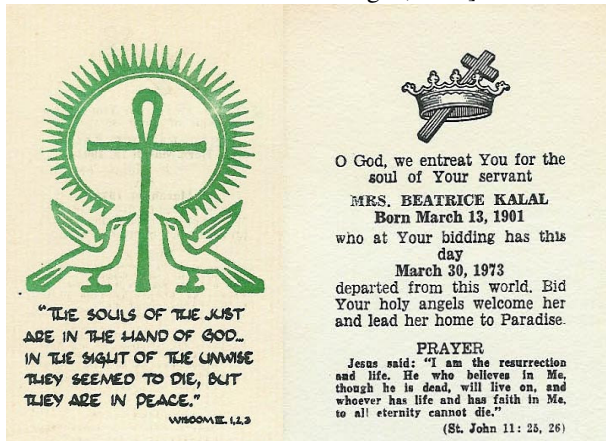 "THE SOULS OF THE JUST
ARE IN THE HAND OF GOD...
IN THE SIGHT OF THE UNWISE
THEY SEEMED TO DIE, BUT
THEY ARE IN PEACE."
WISDOM III. 1,2,3
O God, we entreat You for the
soul of Your servant
MRS. BEATRICE KALAL
Born March 13, 1901
who at Your bidding has this
day
March 30, 1973
departed from this world. Bid
Your holy angels welcome her
and lead her home to Paradise.
PRAYER
Jesus said: "I am the resurrection
and life. He who believes in Me,
though he is dead, will live on, and
whoever has life and has faith in Me,
to all eternity cannot die."
(St. John 11: 25, 26)